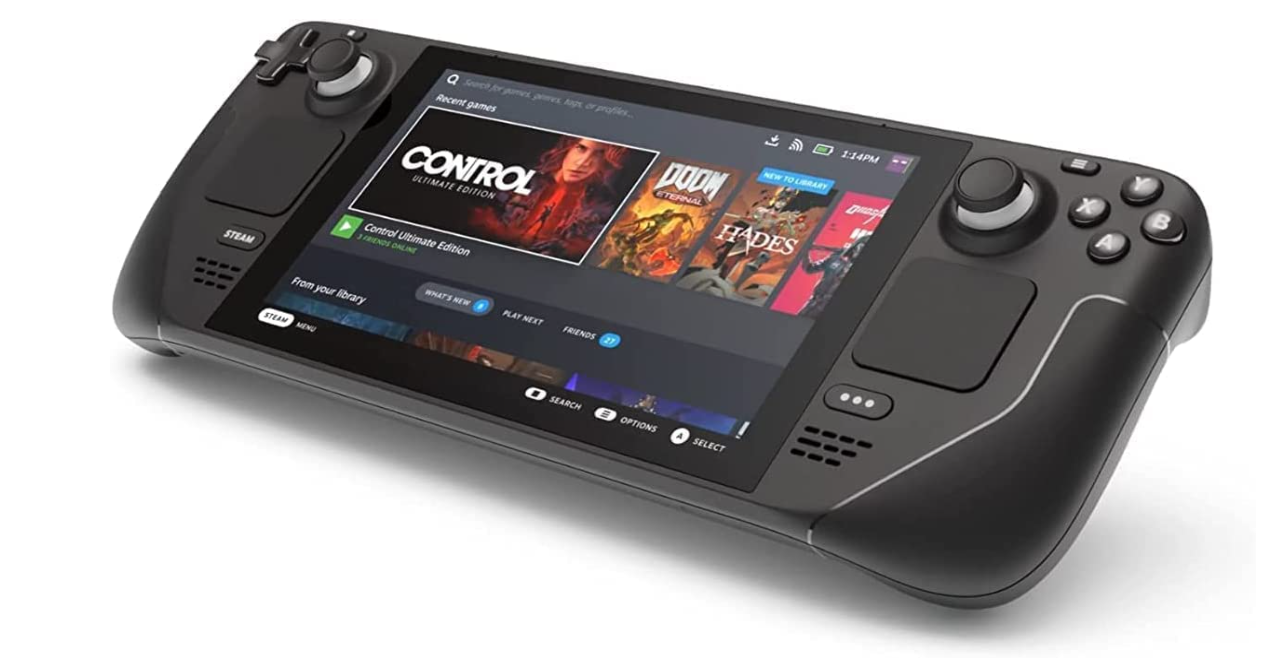 Search for games, genres, tags, or profiles...
Recent games
1:14PM
CONTROL
ULTIMATE EDITION
DOOM
ETERNAL
NEW TO LIBRARY
HADES
Control Ultimate Edition
3 FRIENDS ONLINE
From your library
WHAT'S NEW 8
PLAY NEXT
FRIENDS 27
STEAM MENU
SEARCH
OPTIONS
A SELECT
STEAM
Y
X
B
A